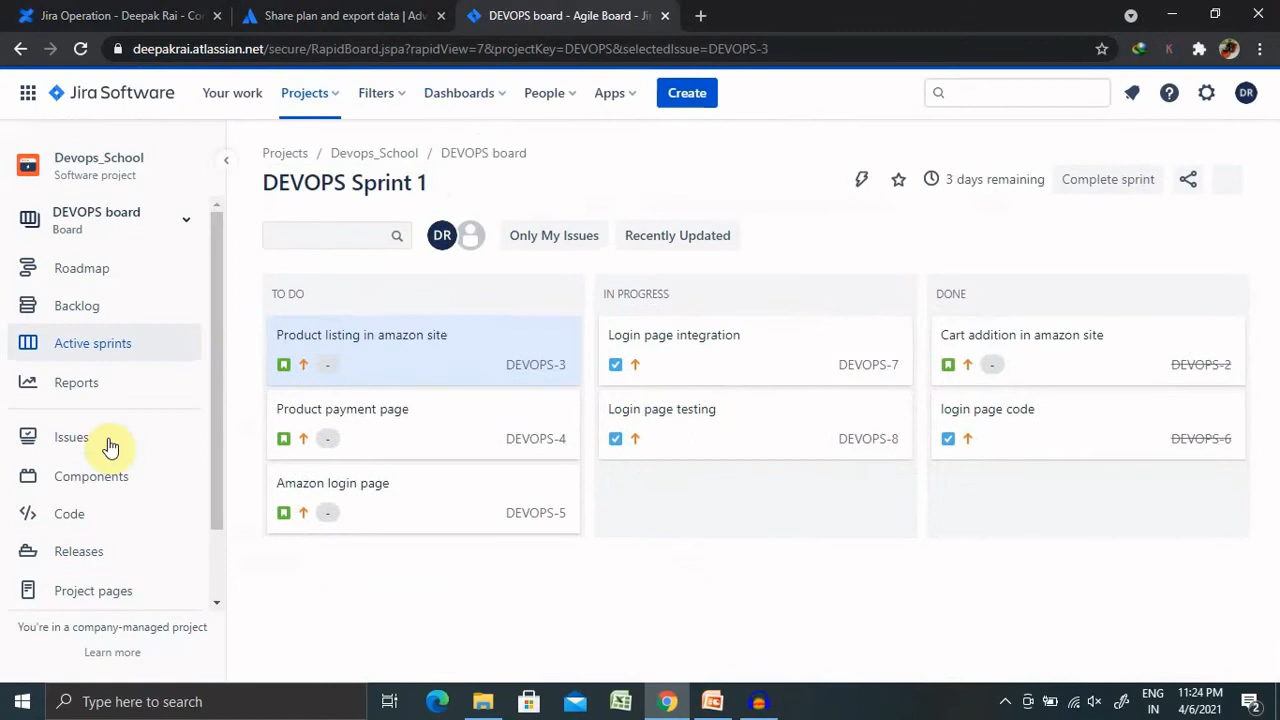 Jira Operation - Deepak Rai - Co
Share plan and export data | Adv
DEVOPS board - Agile Board - Jir
deepakrai.atlassian.net/secure/RapidBoard.jspa?rapidView=7&projectKey=DEVOPS&selectedIssue=DEVOPS-3
K
Jira Software
Your work
Projects
Filters
Dashboards
People
Apps
Create
DR
Devops_School
Software project
DEVOPS board
Board
Roadmap
Backlog
Active sprints
Reports
Issues
Components
Code
Releases
Project pages
You're in a company-managed project
Learn more
Projects / Devops_School / DEVOPS board
DEVOPS Sprint 1
3 days remaining
Complete sprint
DR
Only My Issues
Recently Updated
TO DO
Product listing in amazon site
- DEVOPS-3
Product payment page
- DEVOPS-4
Amazon login page
- DEVOPS-5
IN PROGRESS
Login page integration
DEVOPS-7
Login page testing
DEVOPS-8
DONE
Cart addition in amazon site
- DEVOPS-2
login page code
DEVOPS-6
Type here to search
ENG
IN
11:24 PM
4/6/2021
2